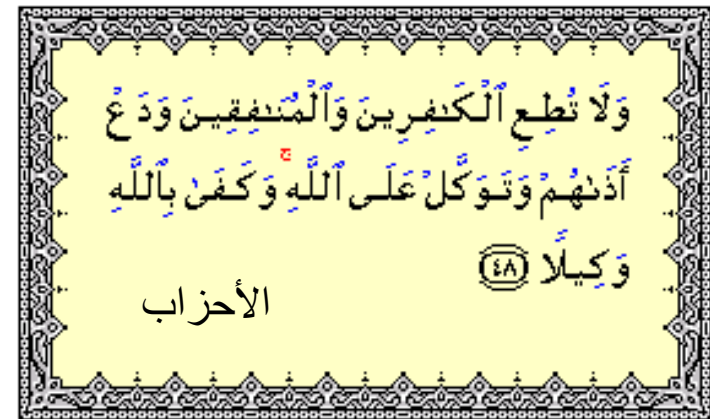 وَلَا تُطِعِ ٱلْكَـٰفِرِينَ وَٱلْمُنَـٰفِقِينَ وَدَعْ
أَذَىٰهُمْ وَتَوَكَّلْ عَلَى ٱللَّهِ ۚ وَكَفَىٰ بِٱللَّهِ
وَكِيلًا ٤٨
الأحزاب